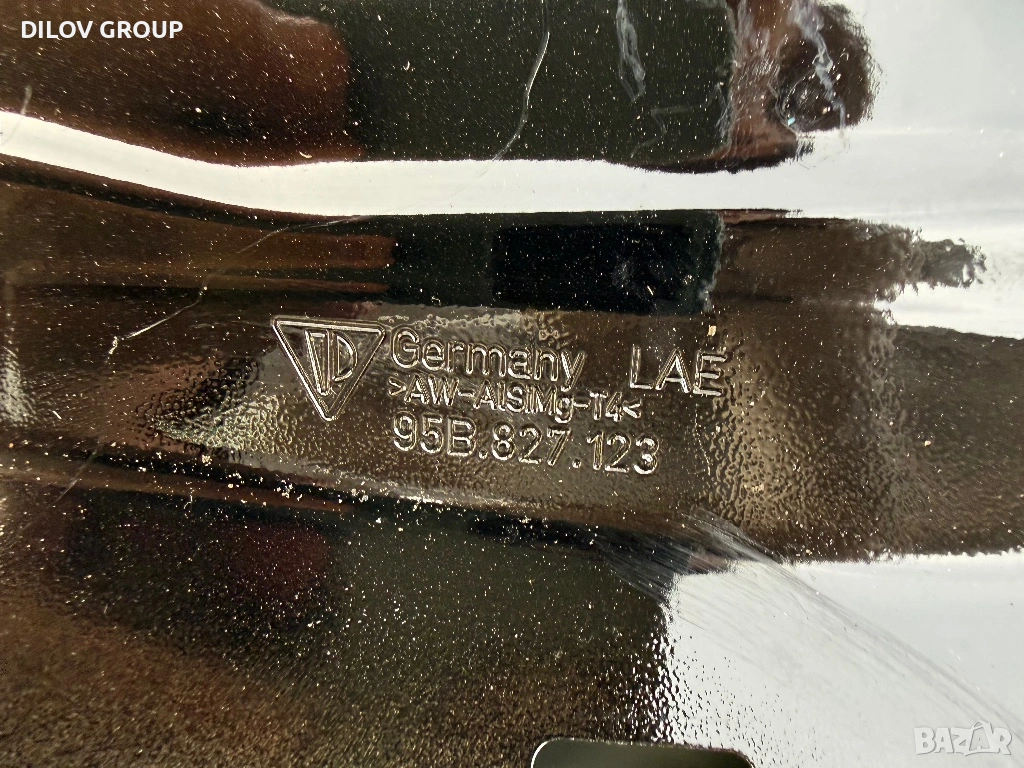 DILOV GROUP
Germany LAE
>AW-AlSiMg-T4<
95B.827.123
BAZAR